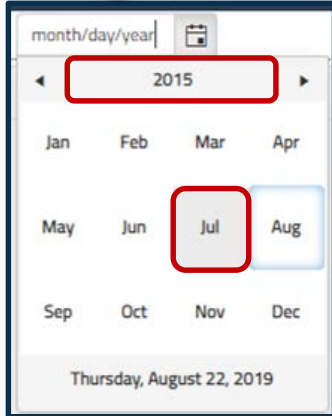 month/day/year
2015
Jan Feb Mar Apr
May Jun Jul Aug
Sep Oct Nov Dec
Thursday, August 22, 2019